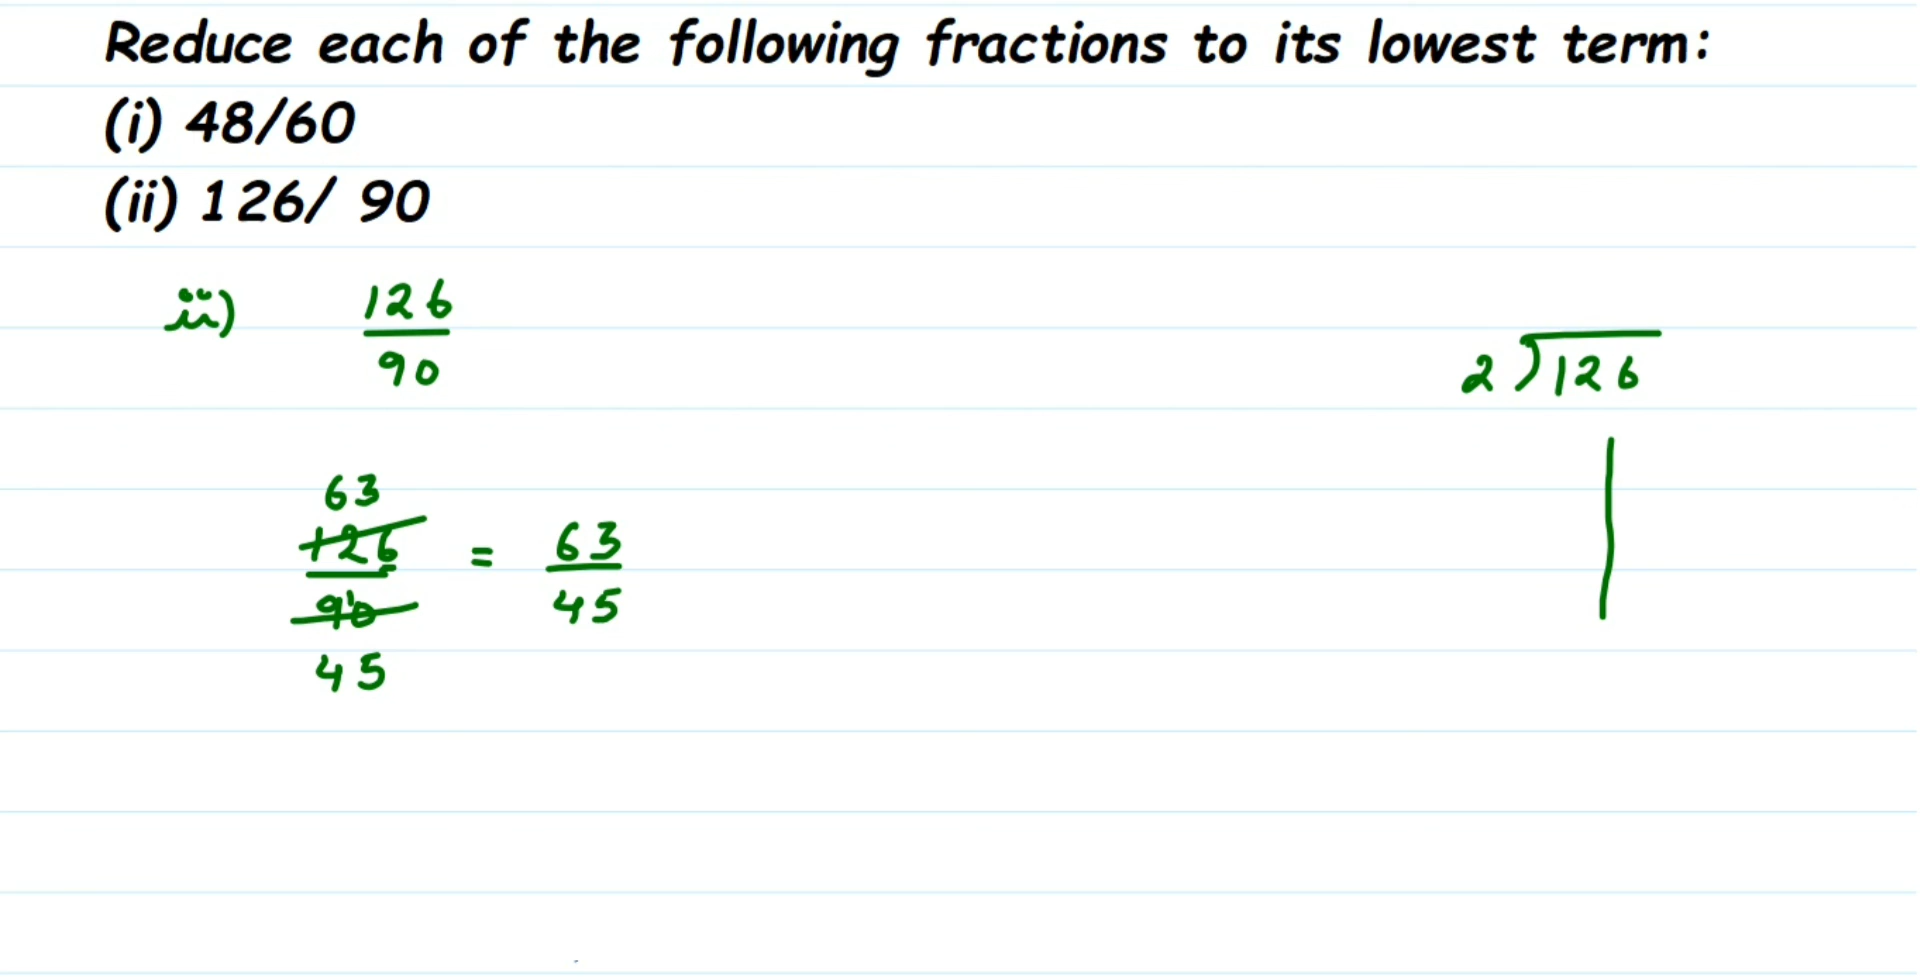 Reduce each of the following fractions to its lowest term:
(i) 48/60
(ii) 126/ 90
ii) 126
90
2)126
63
126 = 63
90 45
45